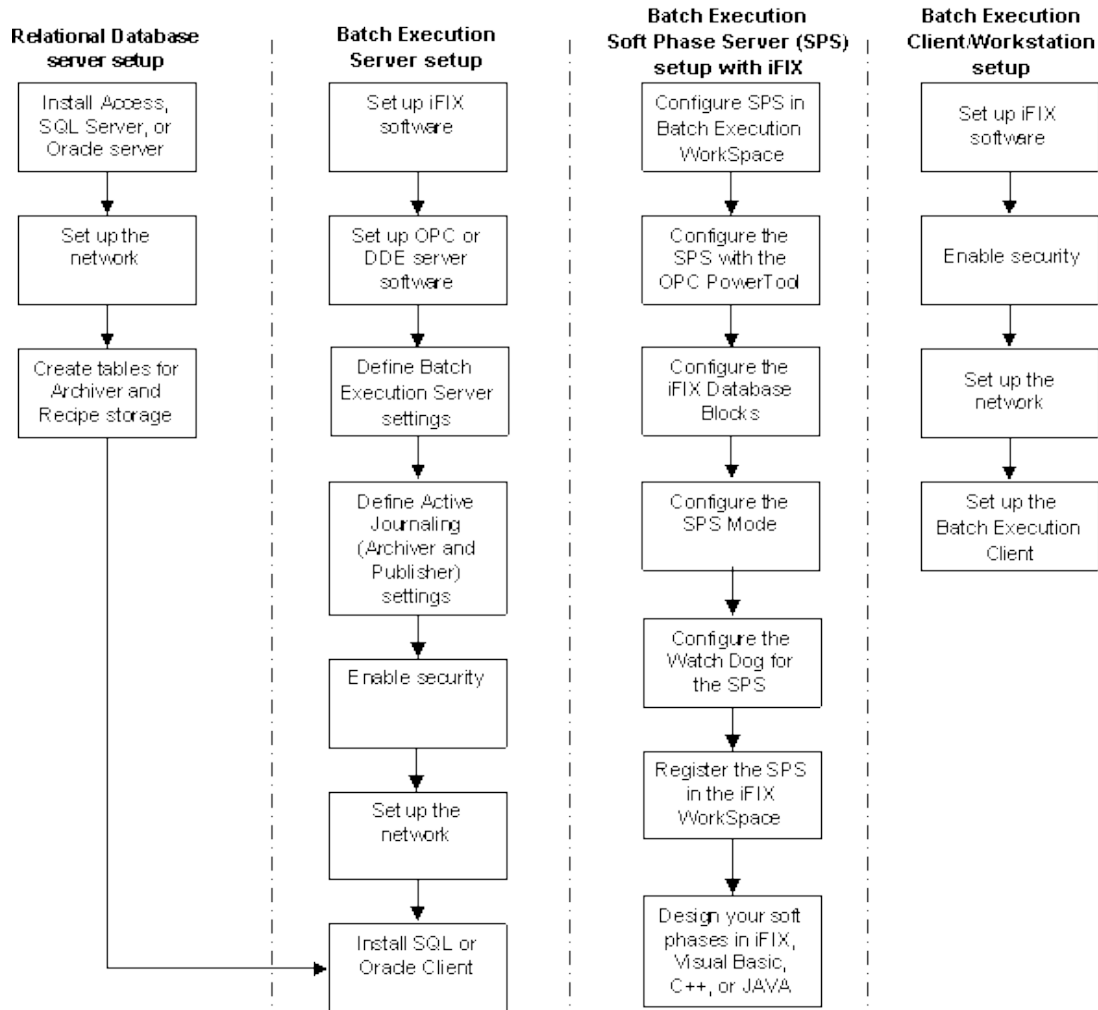 Relational Database
server setup
Install Access,
SQL Server, or
Oracle server
Set up the
network
Create tables for
Archiver and
Recipe storage
Batch Execution
Server setup
Set up iFIX
software
Set up OPC or
DDE server
software
Define Batch
Execution Server
settings
Define Active
Journaling
(Archiver and
Publisher)
settings
Enable security
Set up the
network
Install SQL or
Oracle Client
Batch Execution
Soft Phase Server (SPS)
setup with iFIX
Configure SPS in
Batch Execution
WorkSpace
Configure the
SPS with the
OPC PowerTool
Configure the
iFIX Database
Blocks
Configure the
SPS Mode
Configure the
Watch Dog for
the SPS
Register the SPS
in the iFIX
WorkSpace
Design your soft
phases in iFIX,
Visual Basic,
C++, or JAVA
Batch Execution
Client/Workstation
setup
Set up iFIX
software
Enable security
Set up the
network
Set up the
Batch Execution
Client